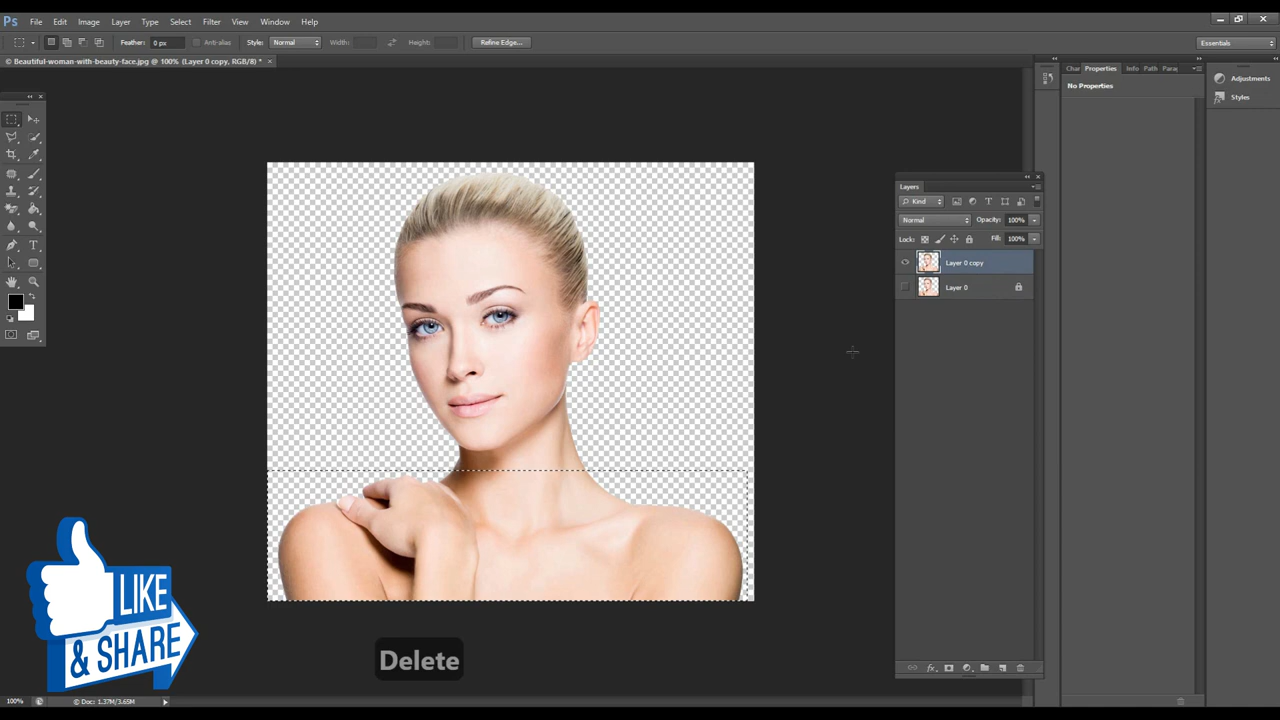 Ps File Edit Image Layer Type Select Filter View Window Help
Feather: 0 px Anti-alias Style: Normal Width: Height: Refine Edge... Essentials
© Beautiful-woman-with-beauty-face.jpg @ 100% (Layer 0 copy, RGB/8) * ×
Char Properties Info Path Para
No Properties
Adjustments
Styles
Layers
Kind
Normal Opacity: 100%
Lock: Fill: 100%
Layer 0 copy
Layer 0
LIKE
& SHARE
Delete
100% Doc: 1.37M/3.65M